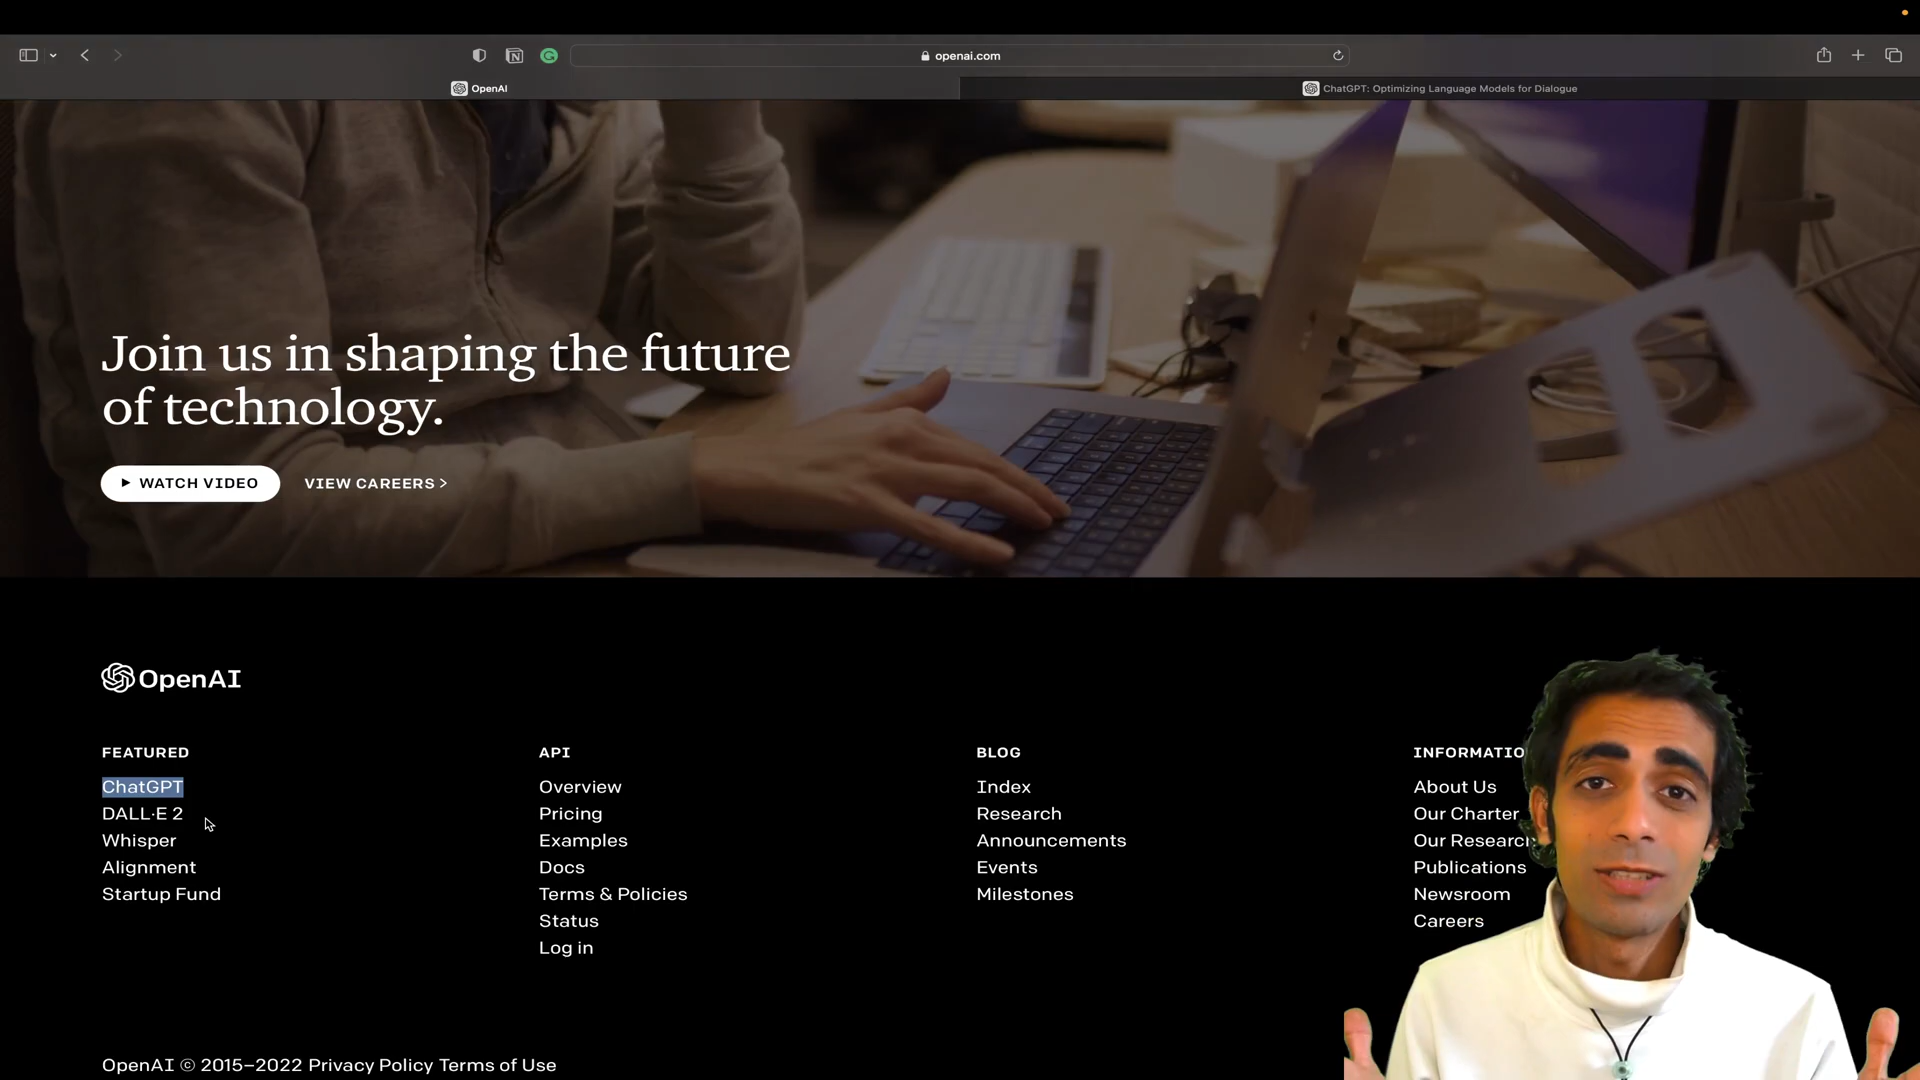 openai.com
OpenAI
ChatGPT: Optimizing Language Models for Dialogue
Join us in shaping the future
of technology.
WATCH VIDEO
VIEW CAREERS >
OpenAI
FEATURED
ChatGPT
DALL·E 2
Whisper
Alignment
Startup Fund
API
Overview
Pricing
Examples
Docs
Terms & Policies
Status
Log in
BLOG
Index
Research
Announcements
Events
Milestones
INFORMATIO
About Us
Our Charter
Our Research
Publications
Newsroom
Careers
OpenAI © 2015–2022 Privacy Policy Terms of Use